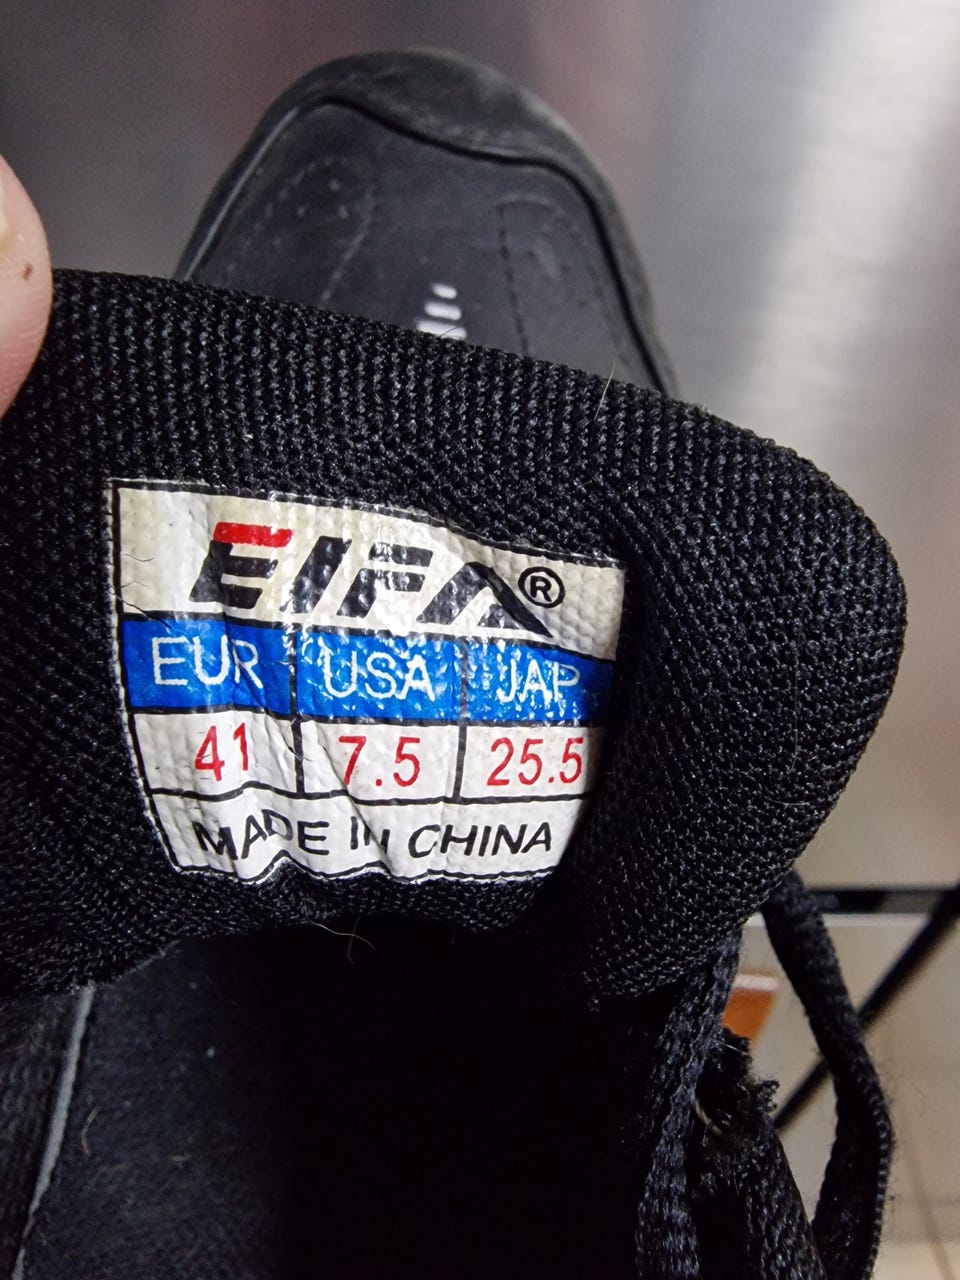 EIFA®
EUR USA JAP
41 7.5 25.5
MADE IN CHINA